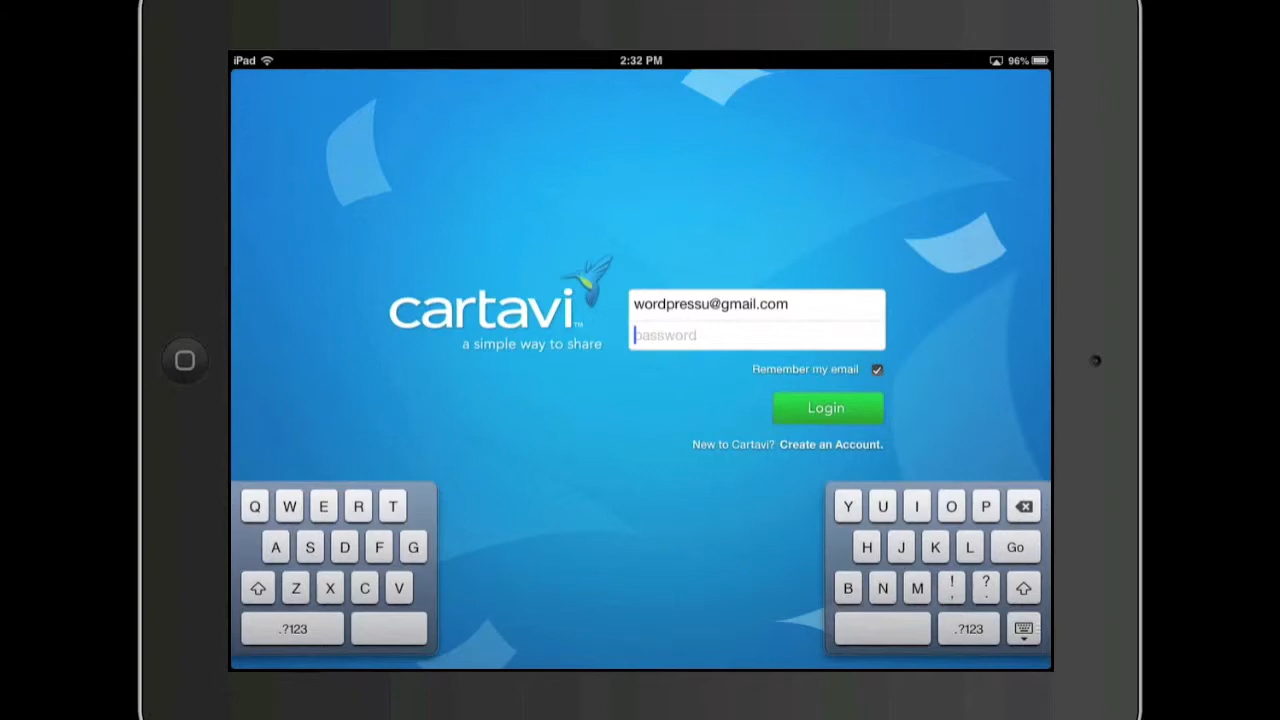 iPad 2:32 PM 96%
cartavi™
a simple way to share
wordpressu@gmail.com
password
Remember my email
Login
New to Cartavi? Create an Account.
Q W E R T Y U I O P
A S D F G H J K L Go
Z X C V B N M ! , ? .
.?123 .?123